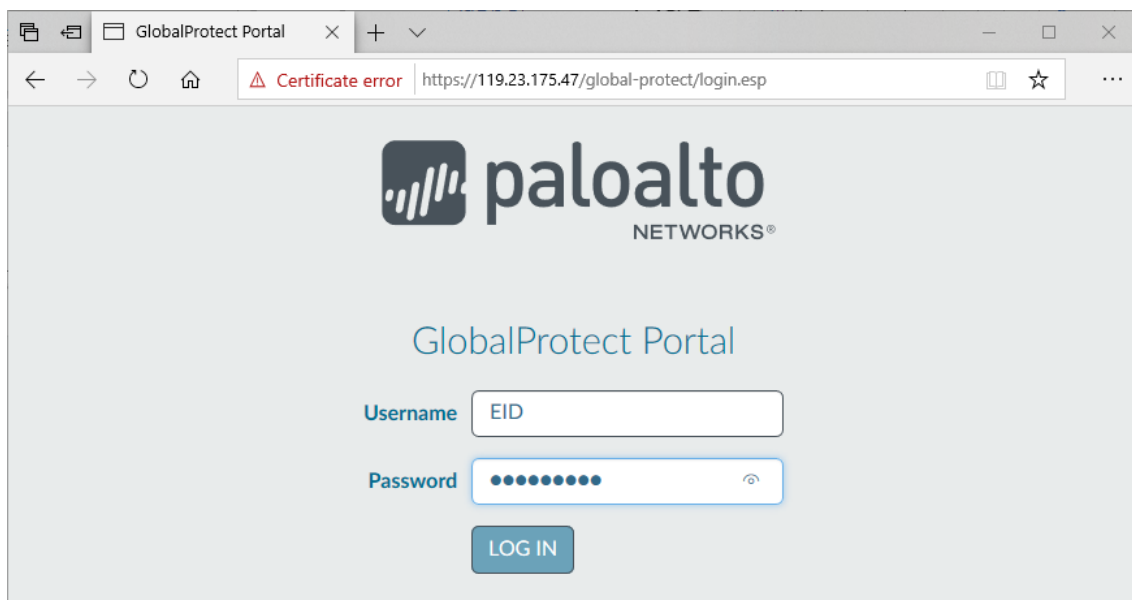 GlobalProtect Portal
Certificate error https://119.23.175.47/global-protect/login.esp
paloalto
NETWORKS®
GlobalProtect Portal
Username EID
Password •••••••••
LOG IN